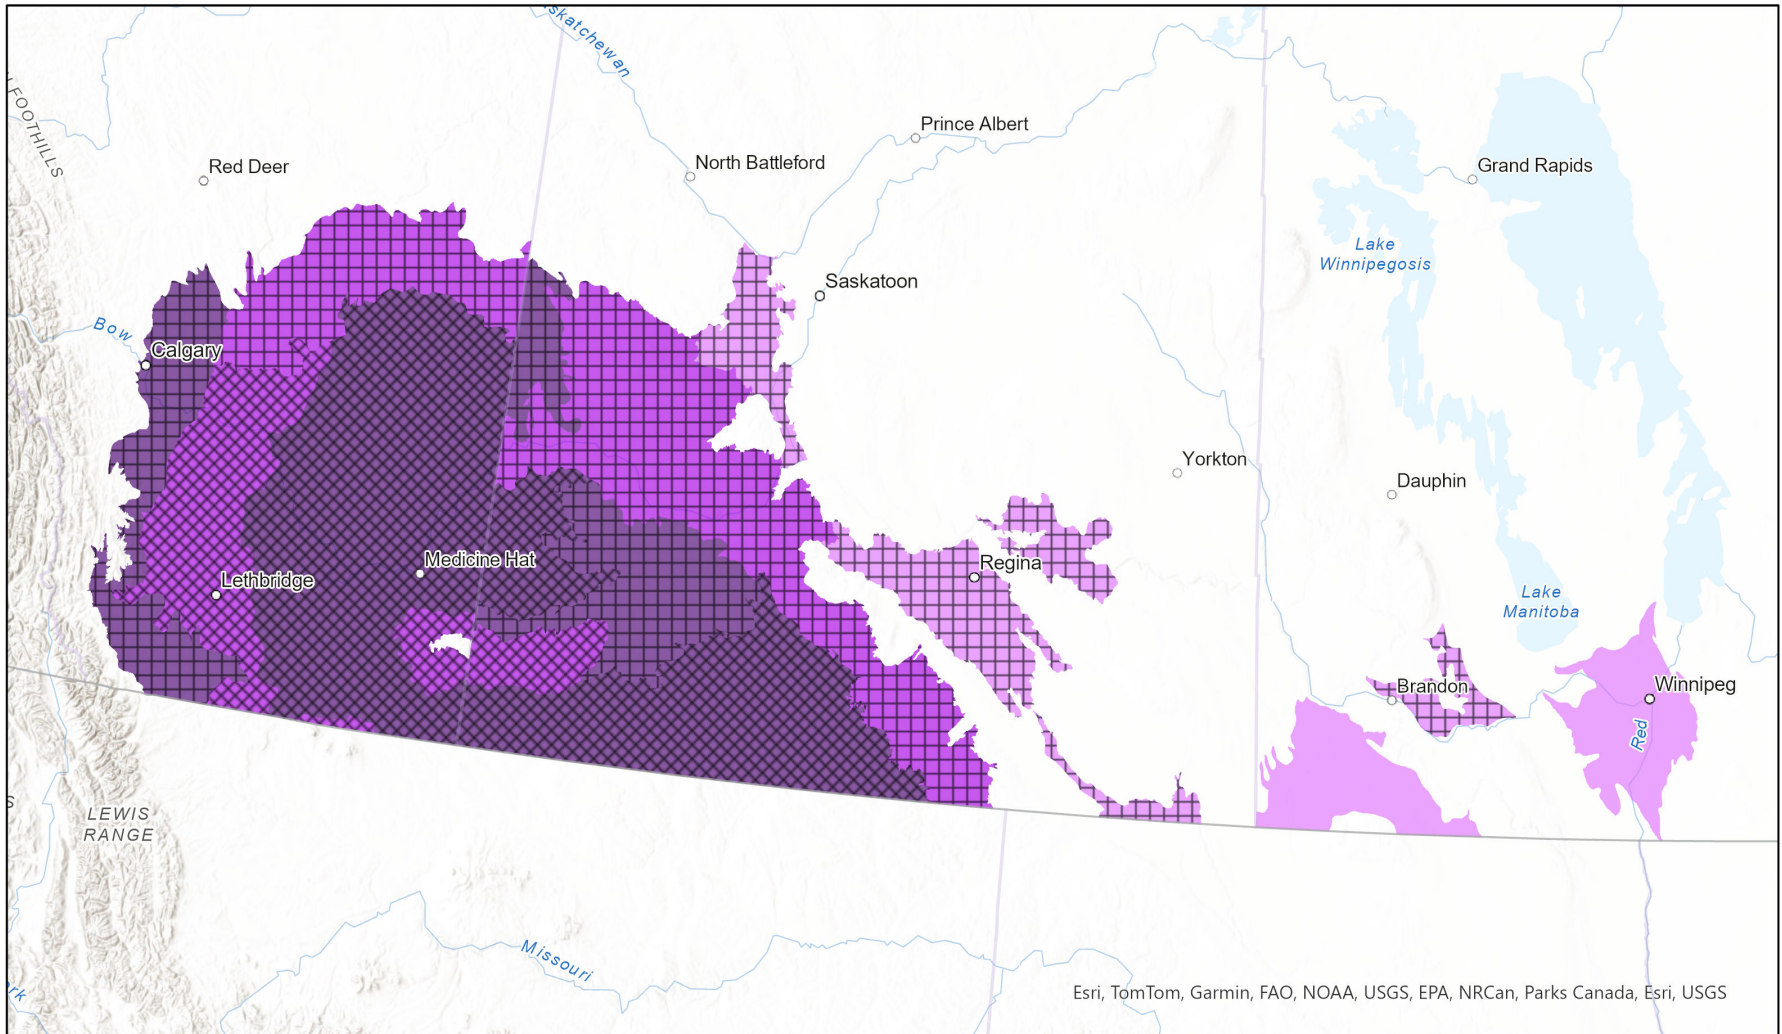 skatchewan
FOOTHILLS
Prince Albert
Red Deer
North Battleford
Grand Rapids
Lake
Winnipegosis
Saskatoon
Bow
Calgary
Yorkton
Dauphin
Medicine Hat
Regina
Lethbridge
Lake
Manitoba
Brandon
Winnipeg
Red
S
LEWIS
RANGE
Missouri
rk
Esri, TomTom, Garmin, FAO, NOAA, USGS, EPA, NRCan, Parks Canada, Esri, USGS